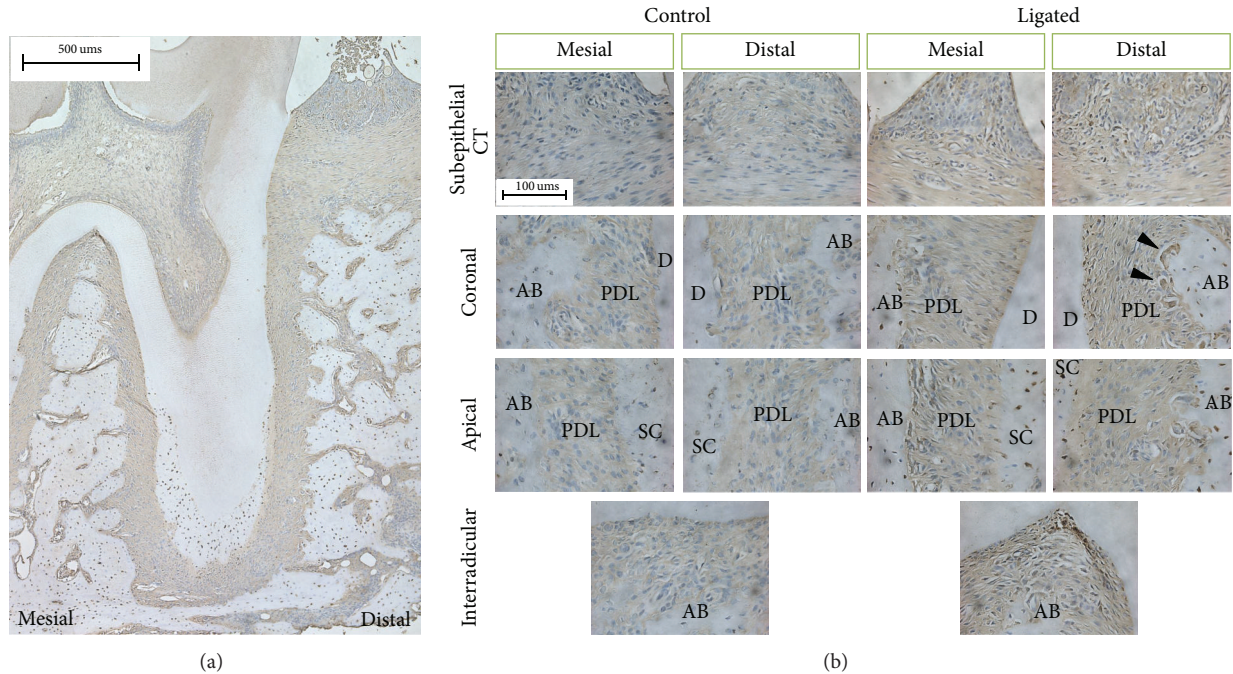 500 ums
Mesial
Distal
(a)
Control
Ligated
Mesial
Distal
Mesial
Distal
Subepithelial
CT
100 ums
Coronal
AB
PDL
D
D
PDL
AB
AB
PDL
D
D
PDL
AB
Apical
AB
PDL
SC
SC
PDL
AB
AB
PDL
SC
SC
PDL
AB
Interradicular
AB
AB
(b)